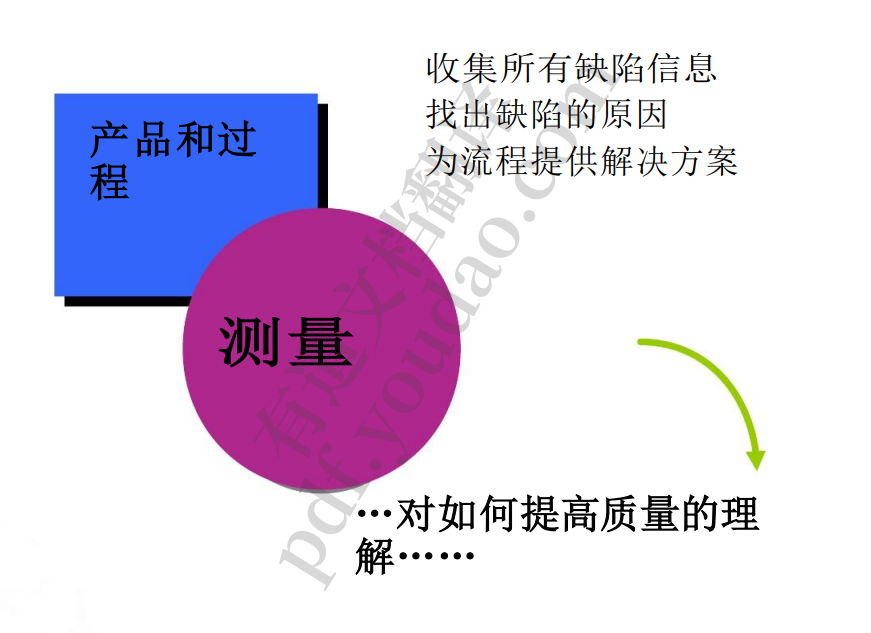 收集所有缺陷信息
找出缺陷的原因
为流程提供解决方案
产品和过
程
测量
…对如何提高质量的理
解……
有道文档翻译
pdf.youdao.com